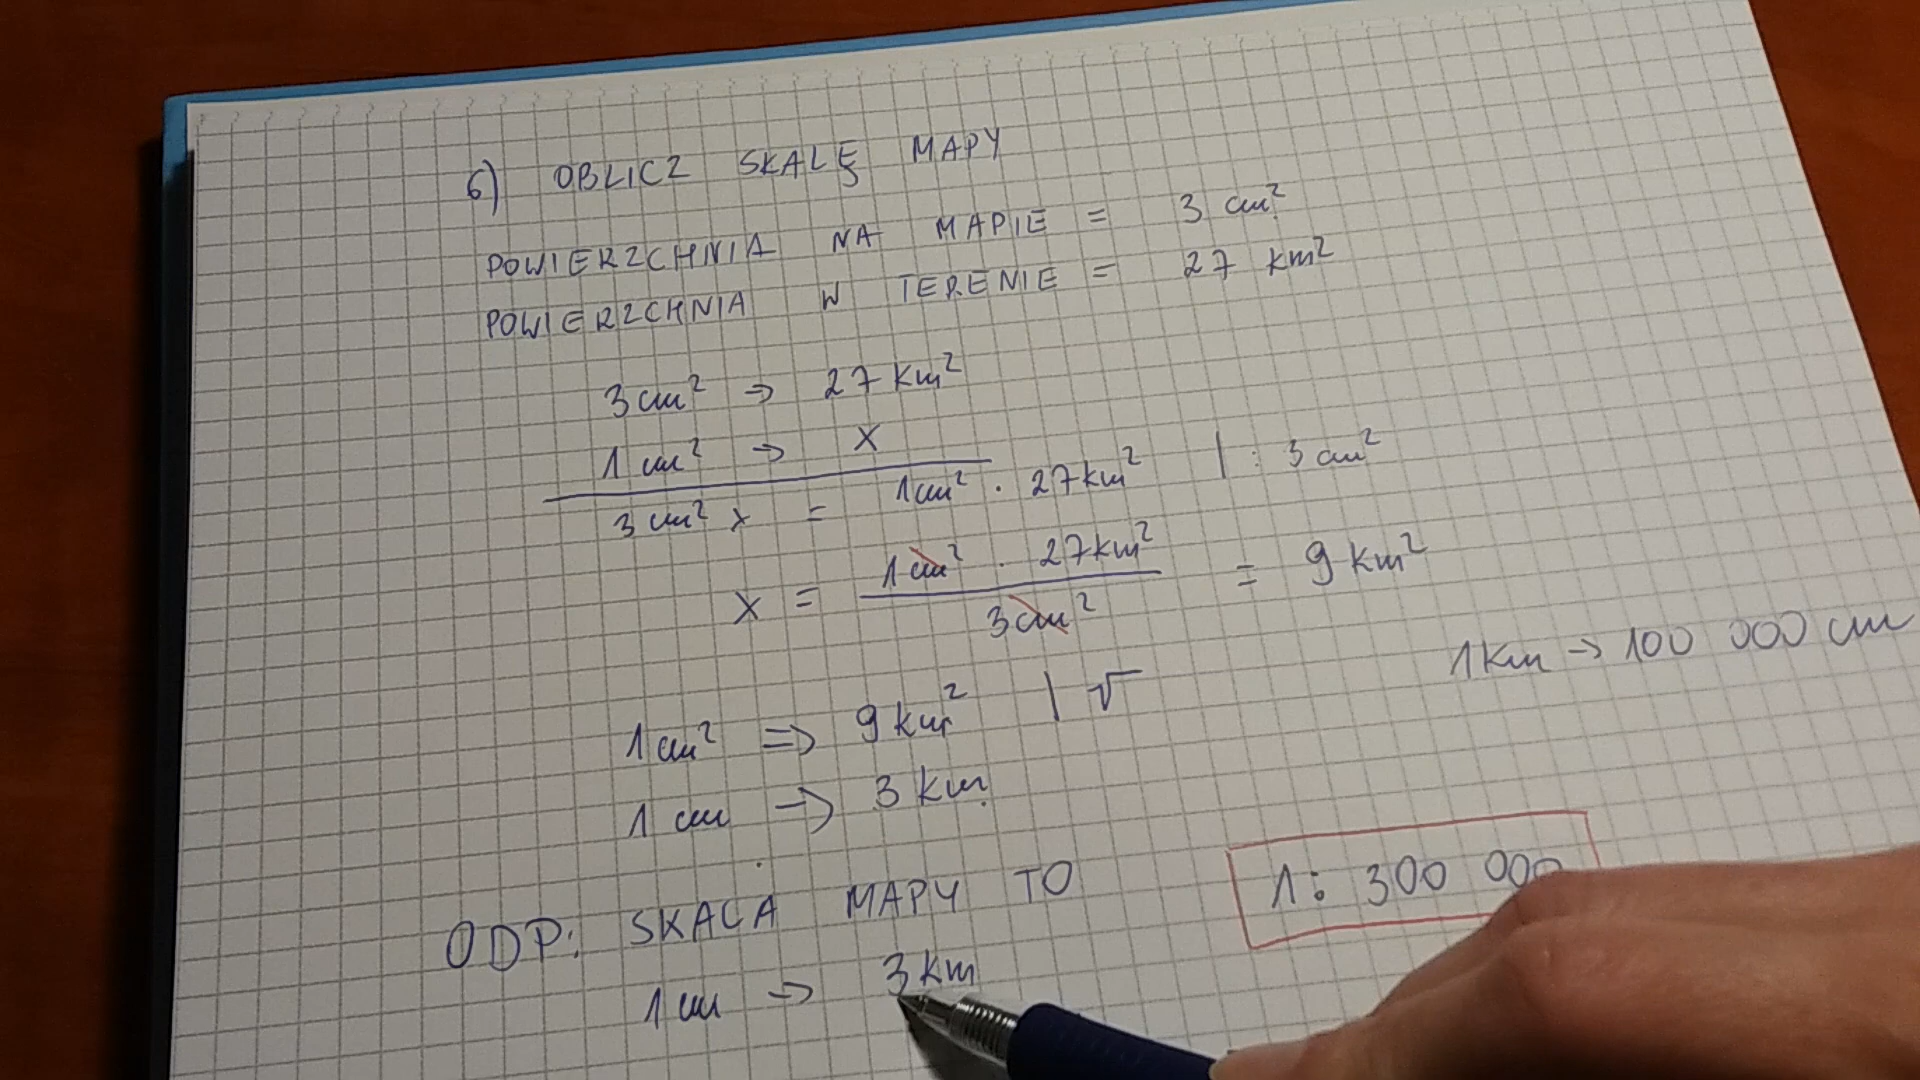 6) OBLICZ SKALĘ MAPY
POWIERZCHNIA NA MAPIE = 3 cm²
POWIERZCHNIA W TERENIE = 27 km²
3 cm² → 27 km²
1 cm² → x
3 cm² x = 1 cm² · 27 km² | : 3 cm²
x = 1 cm² · 27 km² / 3 cm² = 9 km²
1 km → 100 000 cm
1 cm² ⇒ 9 km² | √
1 cm → 3 km
ODP: SKALA MAPY TO 1: 300 000
1 cm → 3 km